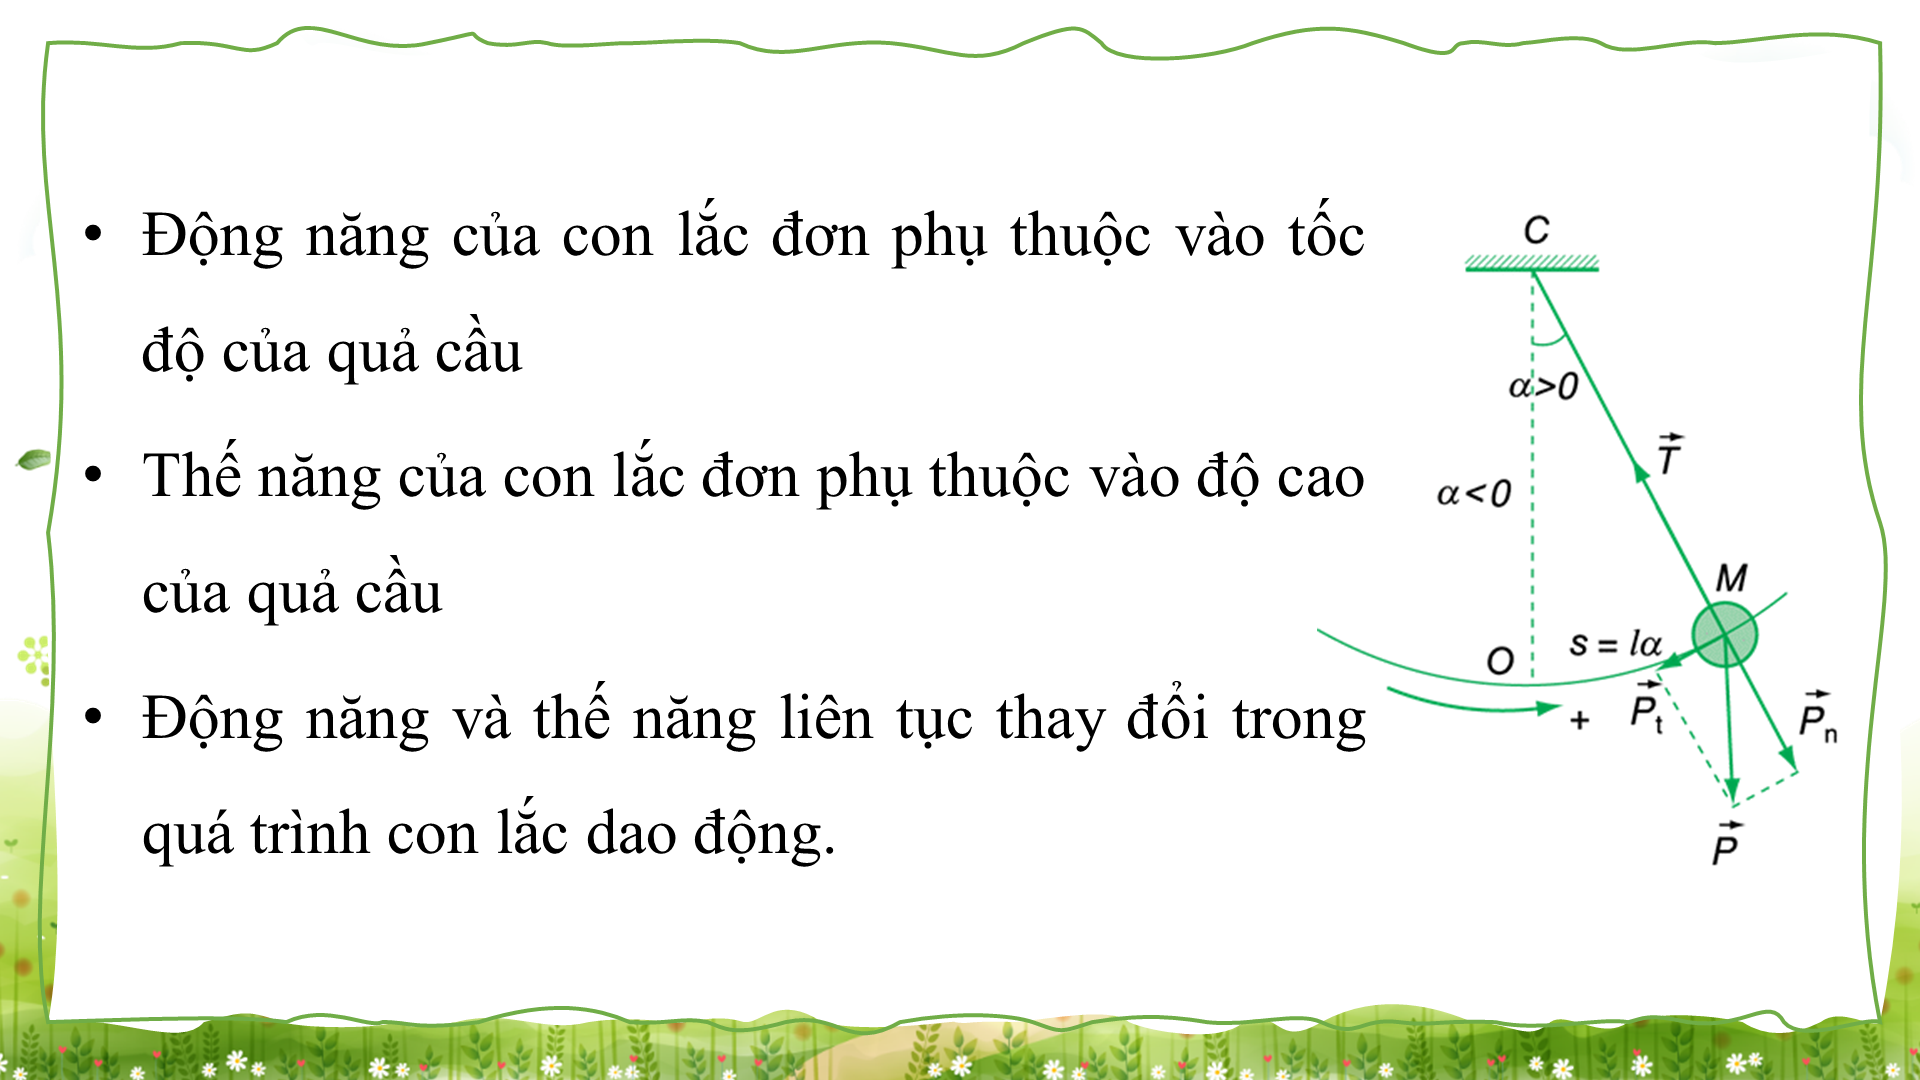 • Động năng của con lắc đơn phụ thuộc vào tốc
độ của quả cầu
• Thế năng của con lắc đơn phụ thuộc vào độ cao
của quả cầu
• Động năng và thế năng liên tục thay đổi trong
quá trình con lắc dao động.
C
α>0
T⃗
α<0
M
s = lα
O
+
P⃗t
P⃗n
P⃗